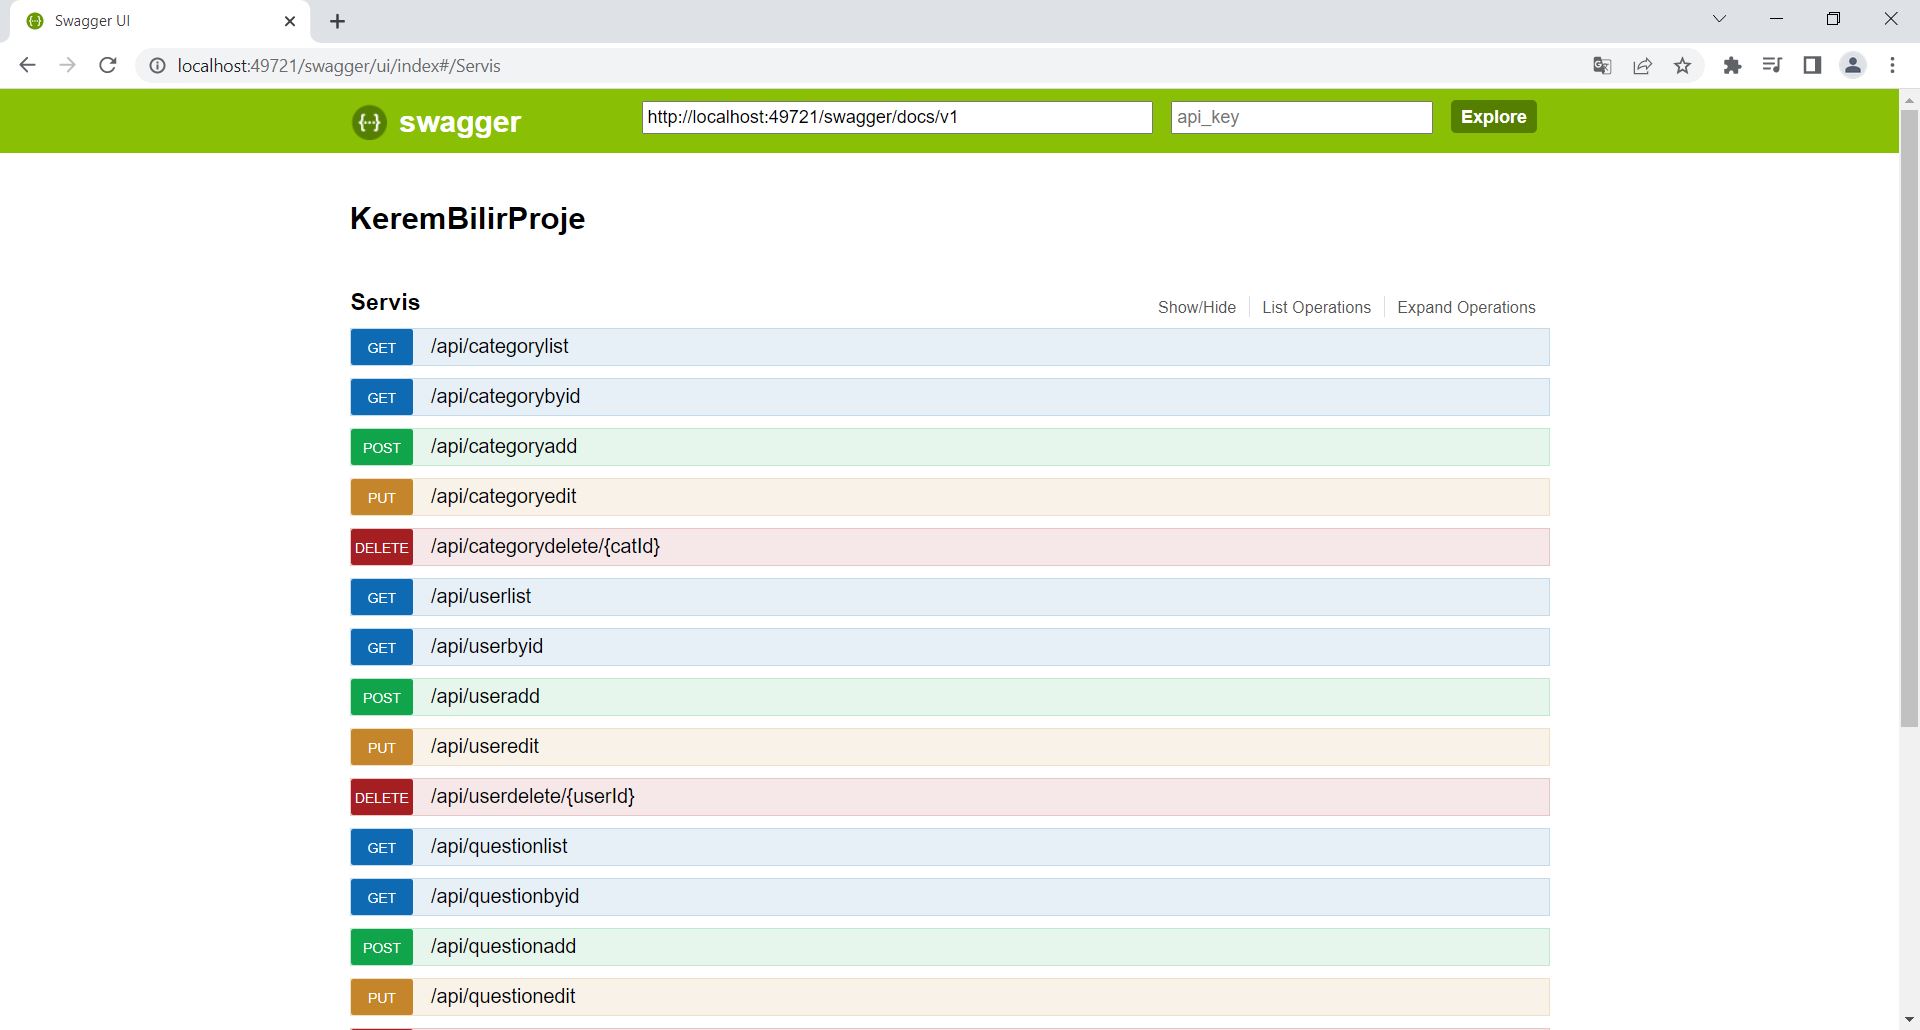 Swagger UI
localhost:49721/swagger/ui/index#/Servis
swagger
http://localhost:49721/swagger/docs/v1
api_key
Explore
KeremBilirProje
Servis
Show/Hide
List Operations
Expand Operations
GET /api/categorylist
GET /api/categorybyid
POST /api/categoryadd
PUT /api/categoryedit
DELETE /api/categorydelete/{catId}
GET /api/userlist
GET /api/userbyid
POST /api/useradd
PUT /api/useredit
DELETE /api/userdelete/{userId}
GET /api/questionlist
GET /api/questionbyid
POST /api/questionadd
PUT /api/questionedit